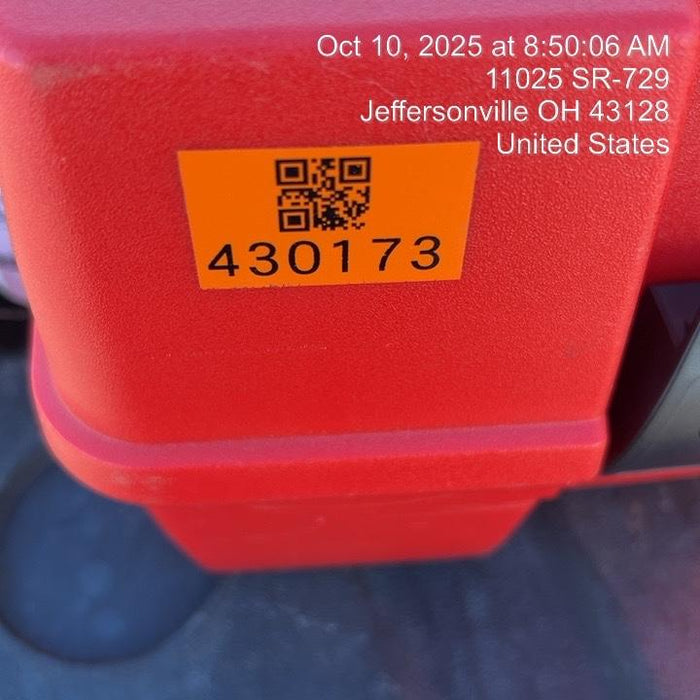 Oct 10, 2025 at 8:50:06 AM
11025 SR-729
Jeffersonville OH 43128
United States
430173